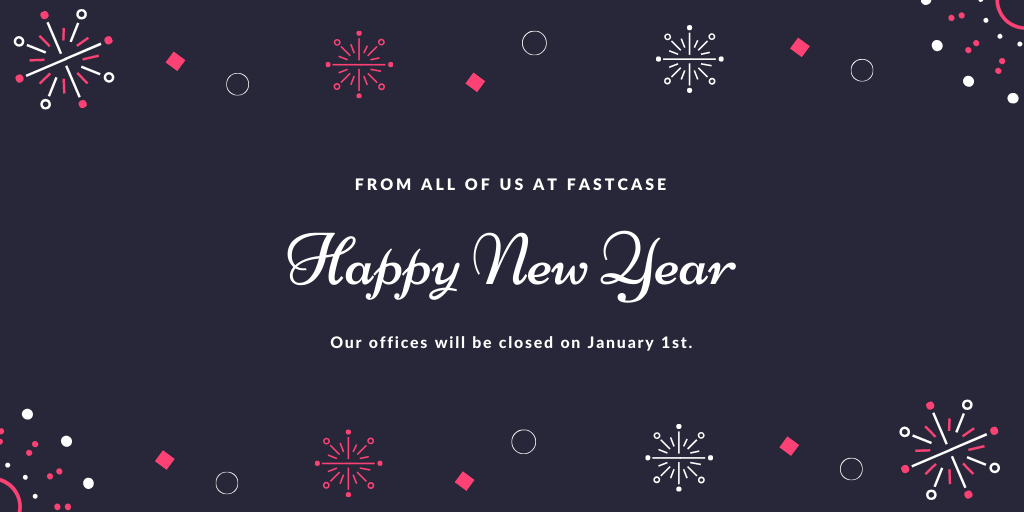 FROM ALL OF US AT FASTCASE
Happy New Year
Our offices will be closed on January 1st.